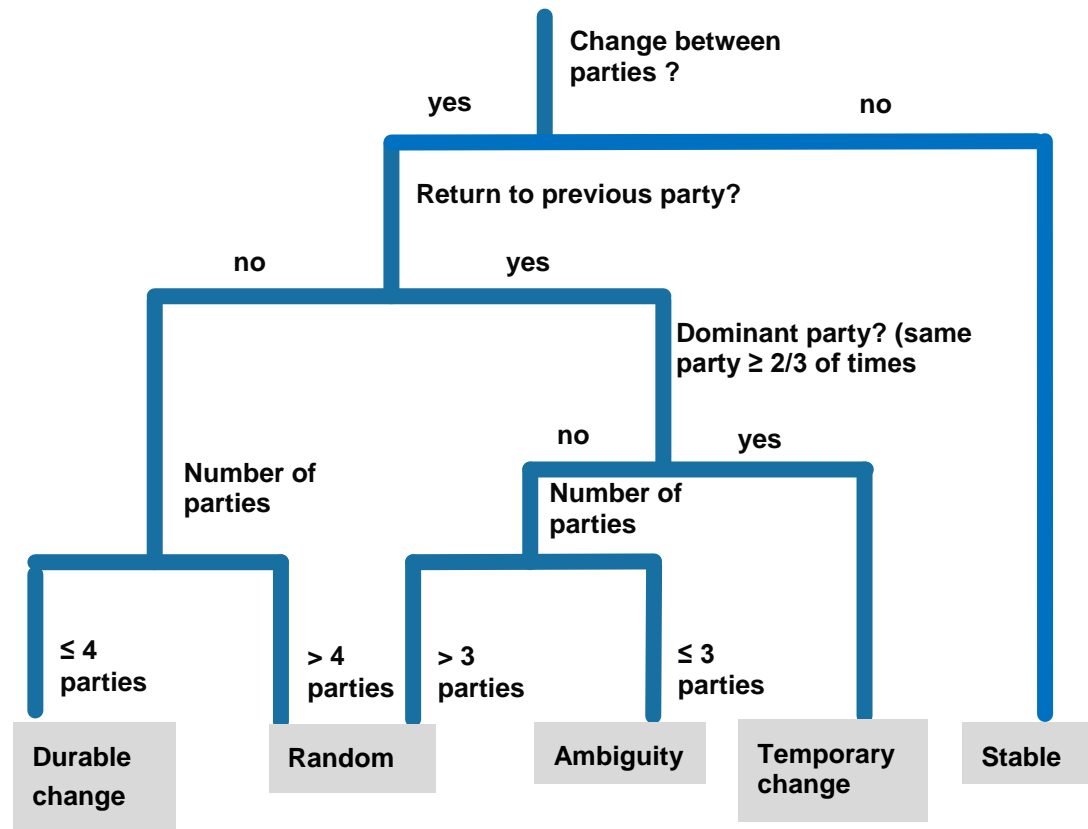 Change between
parties ?
yes
no
Return to previous party?
no
yes
Dominant party? (same
party ≥ 2/3 of times
no
yes
Number of
parties
Number of
parties
≤ 4
parties
> 4
parties
> 3
parties
≤ 3
parties
Durable
change
Random
Ambiguity
Temporary
change
Stable